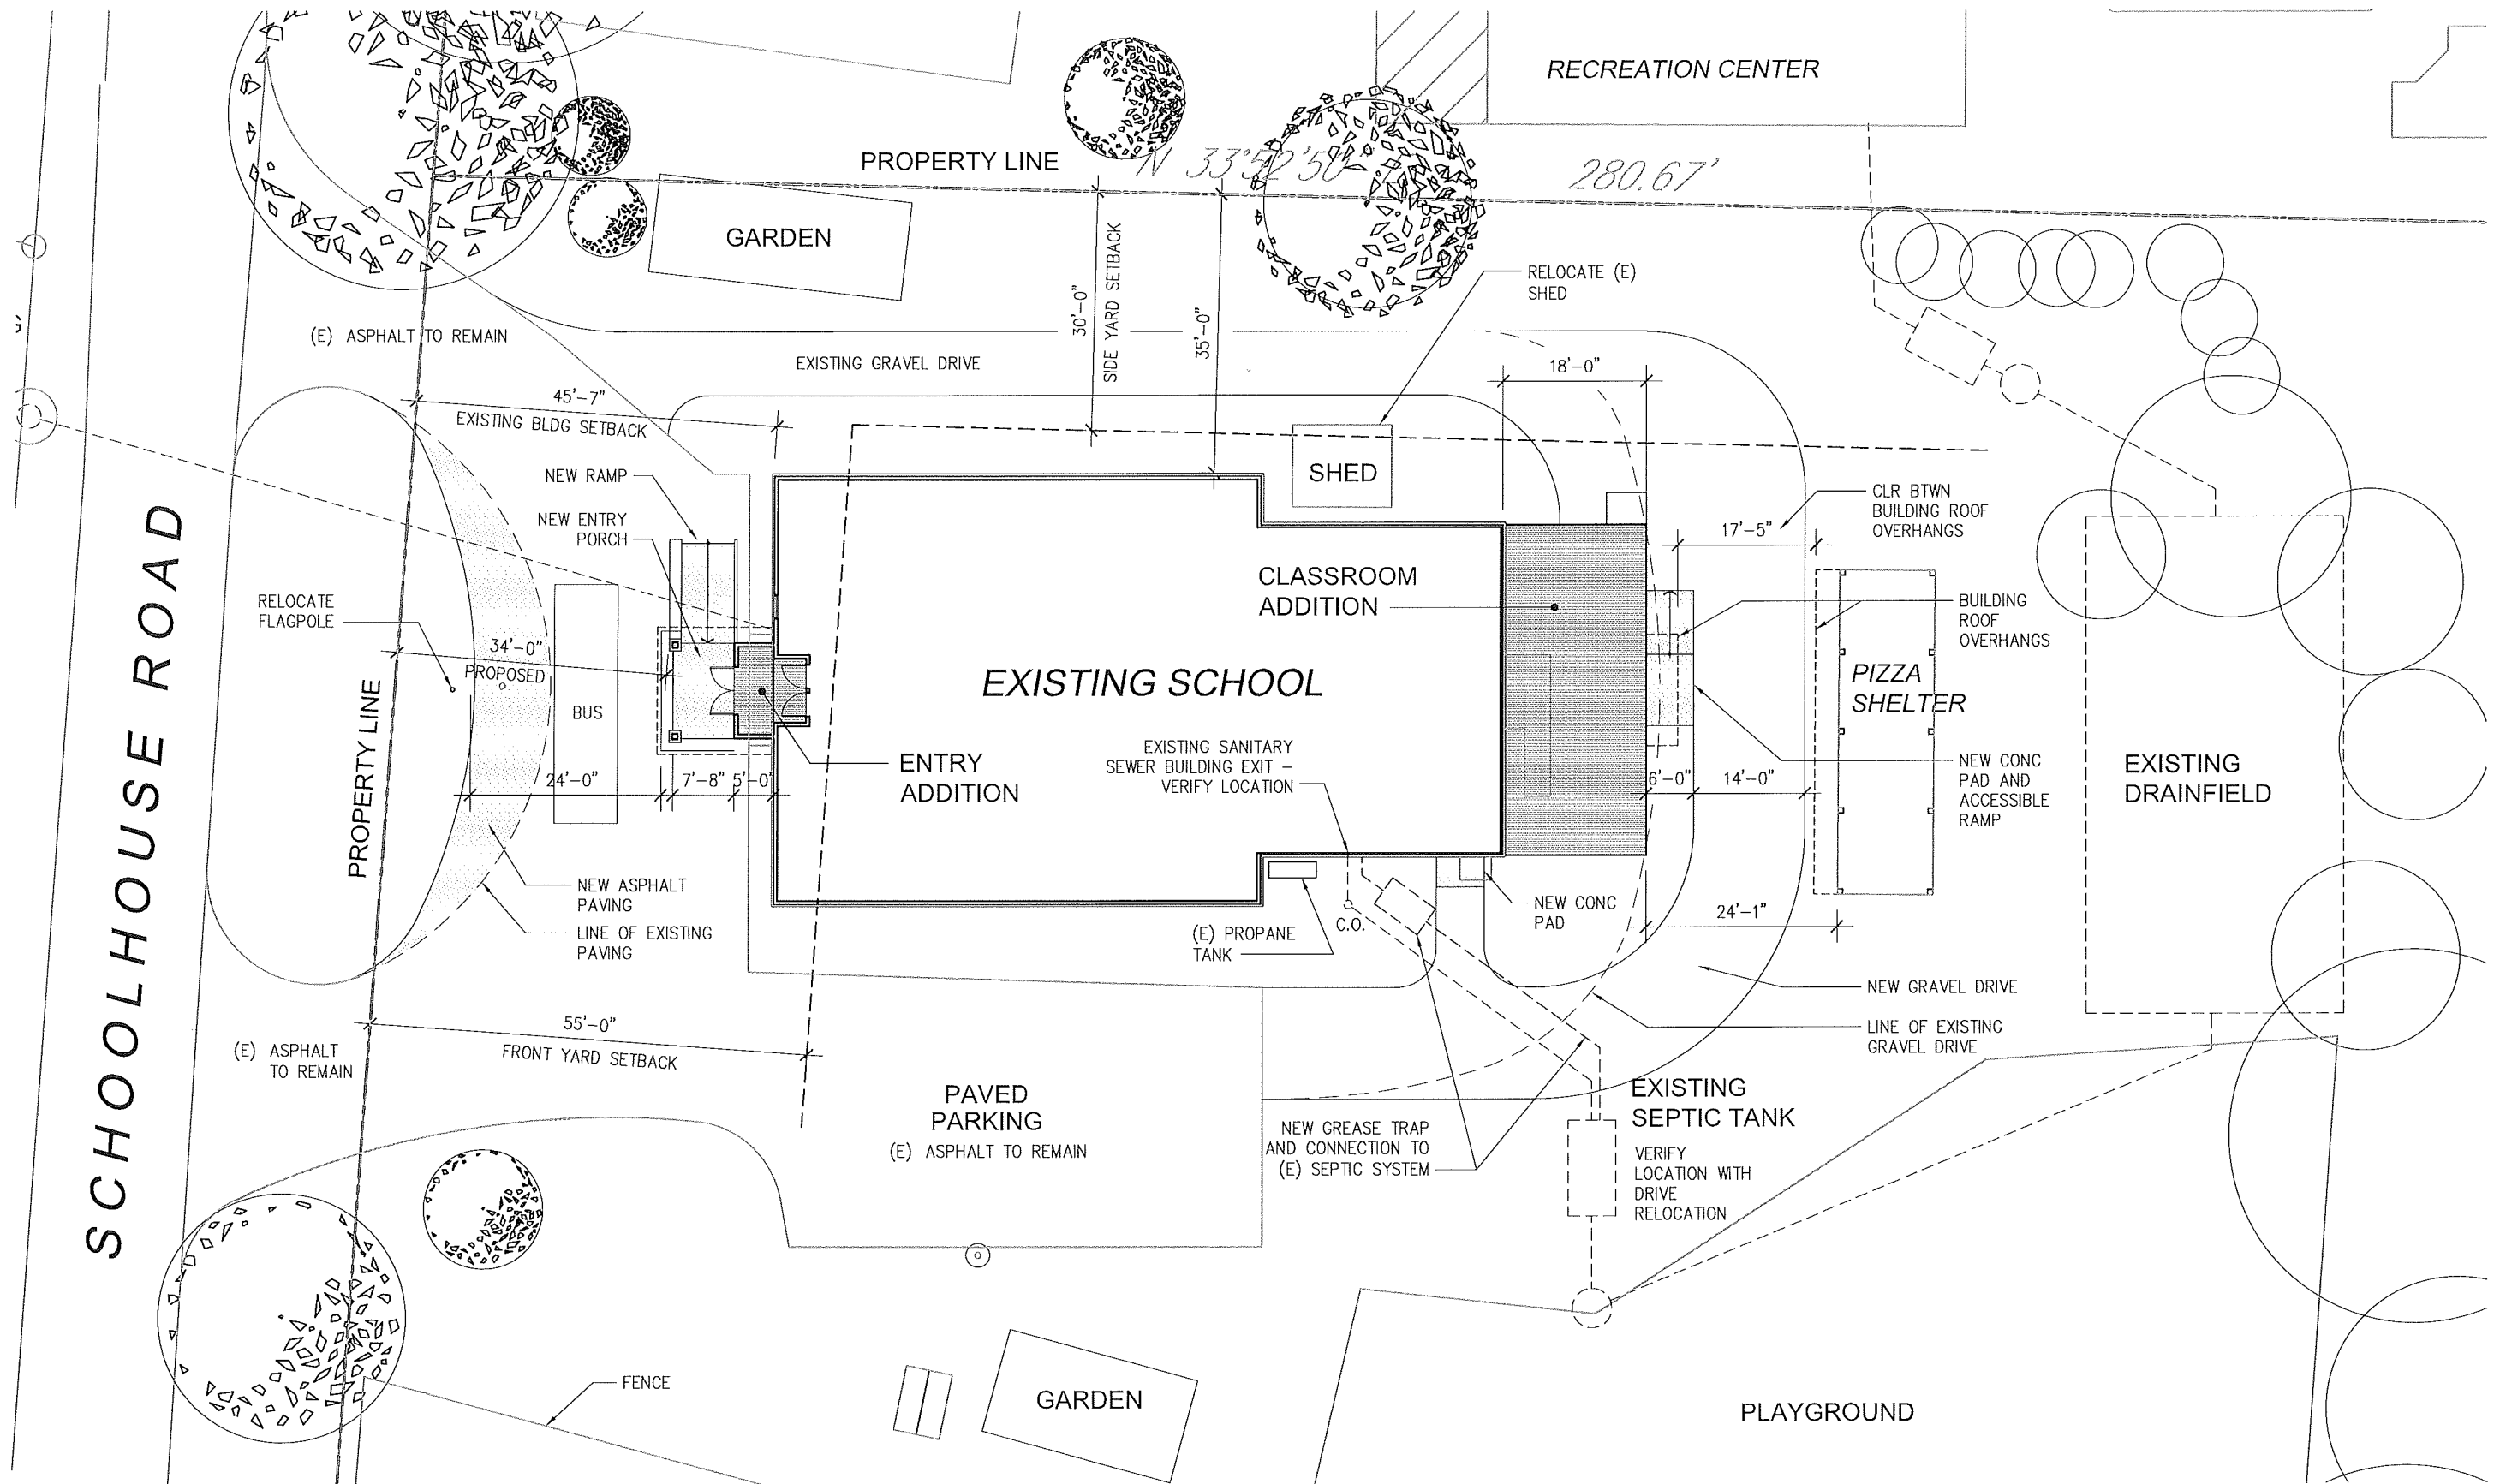 RECREATION CENTER
PROPERTY LINE
N 33°52'50"
280.67'
GARDEN
RELOCATE (E)
SHED
30'-0"
SIDE YARD SETBACK
35'-0"
(E) ASPHALT TO REMAIN
EXISTING GRAVEL DRIVE
18'-0"
45'-7"
EXISTING BLDG SETBACK
NEW RAMP
SHED
CLR BTWN
BUILDING ROOF
OVERHANGS
17'-5"
NEW ENTRY
PORCH
CLASSROOM
ADDITION
RELOCATE
FLAGPOLE
BUILDING
ROOF
OVERHANGS
34'-0"
PROPOSED
EXISTING SCHOOL
PIZZA
SHELTER
BUS
SCHOOLHOUSE ROAD
PROPERTY LINE
EXISTING SANITARY
SEWER BUILDING EXIT –
VERIFY LOCATION
ENTRY
ADDITION
24'-0"
7'-8"
5'-0"
6'-0"
14'-0"
NEW CONC
PAD AND
ACCESSIBLE
RAMP
EXISTING
DRAINFIELD
NEW ASPHALT
PAVING
LINE OF EXISTING
PAVING
(E) PROPANE
TANK
C.O.
NEW CONC
PAD
24'-1"
NEW GRAVEL DRIVE
LINE OF EXISTING
GRAVEL DRIVE
55'-0"
FRONT YARD SETBACK
(E) ASPHALT
TO REMAIN
PAVED
PARKING
(E) ASPHALT TO REMAIN
NEW GREASE TRAP
AND CONNECTION TO
(E) SEPTIC SYSTEM
EXISTING
SEPTIC TANK
VERIFY
LOCATION WITH
DRIVE
RELOCATION
FENCE
GARDEN
PLAYGROUND